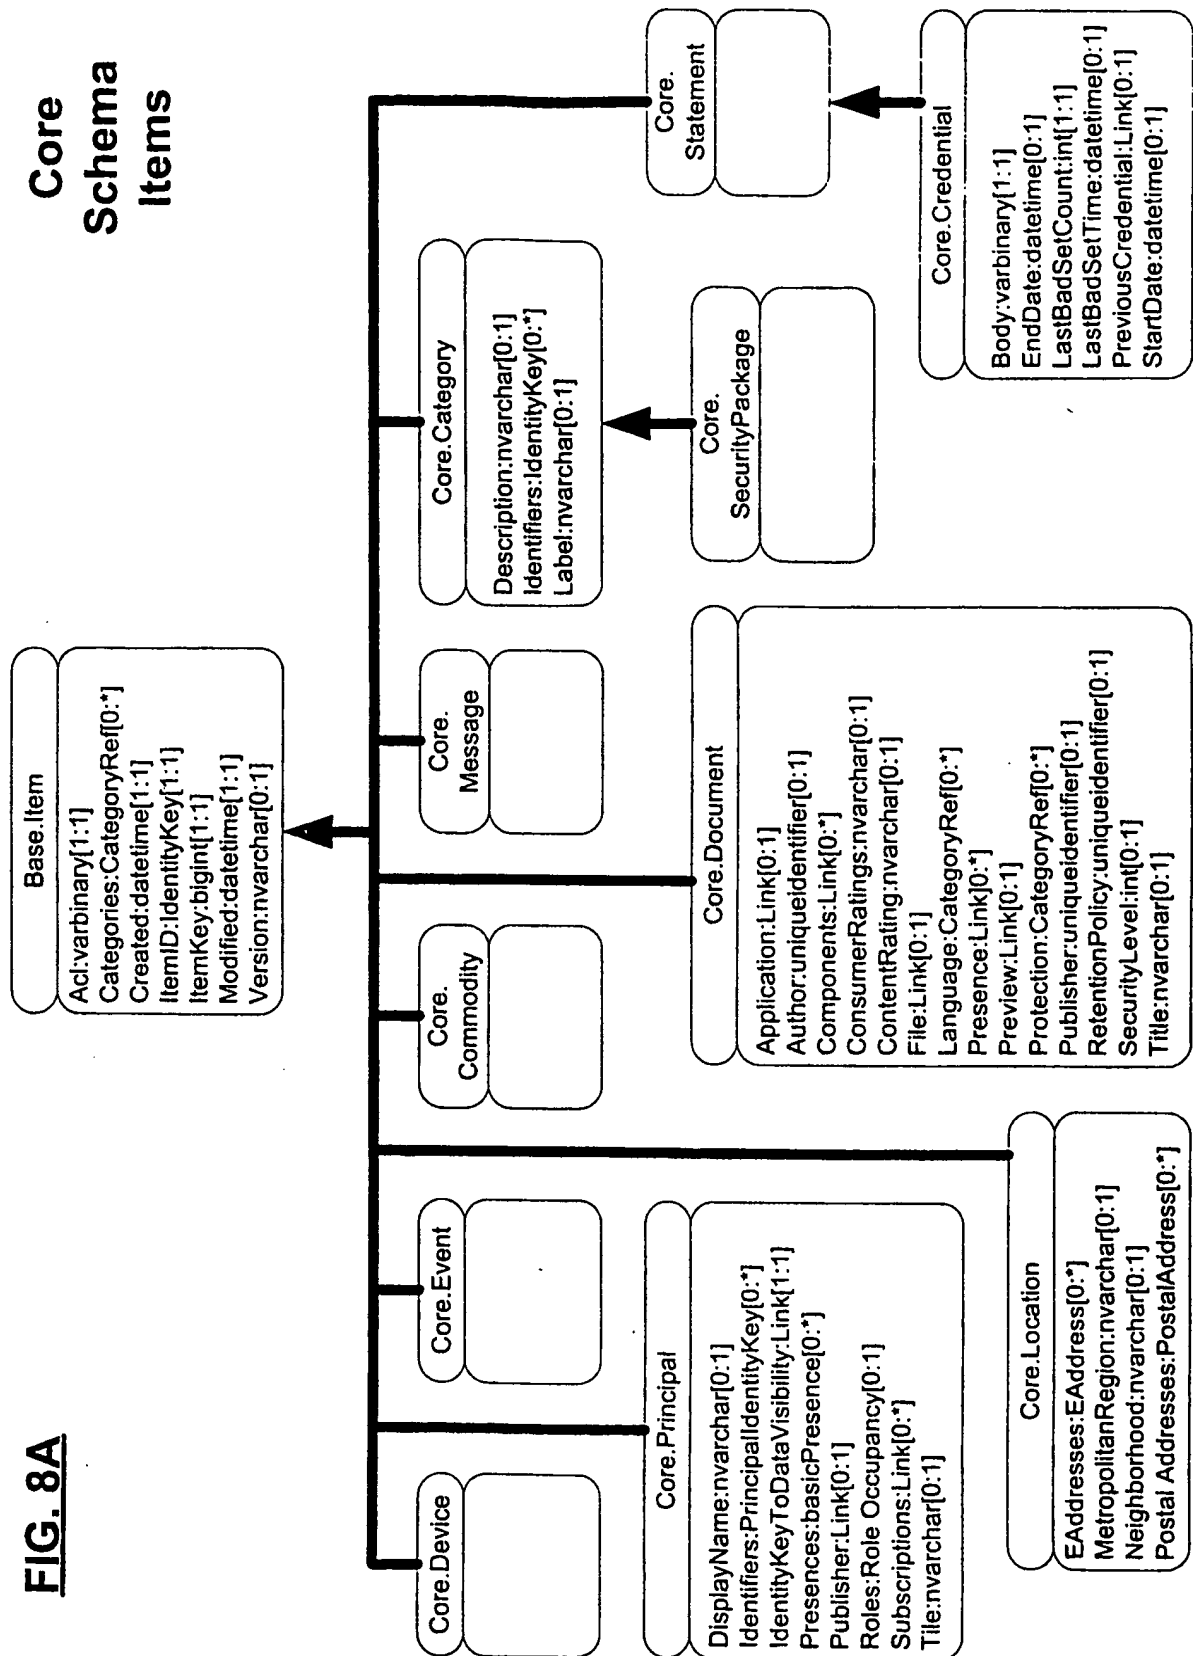 FIG. 8A
Core
Schema
Items
Base.Item
Acl:varbinary[1:1]
Categories:CategoryRef[0:*]
Created:datetime[1:1]
ItemID:IdentityKey[1:1]
ItemKey:bigint[1:1]
Modified:datetime[1:1]
Version:nvarchar[0:1]
Core.Device
Core.Event
Core.
Commodity
Core.
Message
Core.Category
Description:nvarchar[0:1]
Identifiers:IdentityKey[0:*]
Label:nvarchar[0:1]
Core.
Statement
Core.Principal
DisplayName:nvarchar[0:1]
Identifiers:PrincipalIdentityKey[0:*]
IdentityKeyToDataVisibility:Link[1:1]
Presences:basicPresence[0:*]
Publisher:Link[0:1]
Roles:Role Occupancy[0:1]
Subscriptions:Link[0:*]
Tile:nvarchar[0:1]
Core.Document
Application:Link[0:1]
Author:uniqueidentifier[0:1]
Components:Link[0:*]
ConsumerRatings:nvarchar[0:1]
ContentRating:nvarchar[0:1]
File:Link[0:1]
Language:CategoryRef[0:*]
Presence:Link]0:*]
Preview:Link[0:1]
Protection:CategoryRef[0:*]
Publisher:uniqueidentifier[0:1]
RetentionPolicy:uniqueidentifier[0:1]
SecurityLevel:int[0:1]
Title:nvarchar[0:1]
Core.
SecurityPackage
Core.Credential
Body:varbinary[1:1]
EndDate:datetime[0:1]
LastBadSetCount:int[1:1]
LastBadSetTime:datetime[0:1]
PreviousCredential:Link[0:1]
StartDate:datetime[0:1]
Core.Location
EAddresses:EAddress[0:*]
MetropolitanRegion:nvarchar[0:1]
Neighborhood:nvarchar[0:1]
Postal Addresses:PostalAddress[0:*]